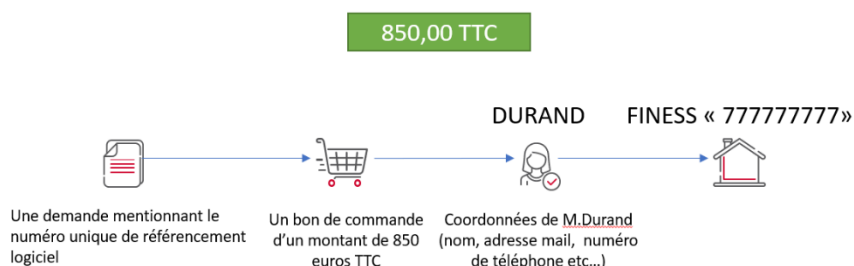 850,00 TTC
DURAND
FINESS « 777777777»
Une demande mentionnant le
numéro unique de référencement
logiciel
Un bon de commande
d'un montant de 850
euros TTC
Coordonnées de M.Durand
(nom, adresse mail, numéro
de téléphone etc…)